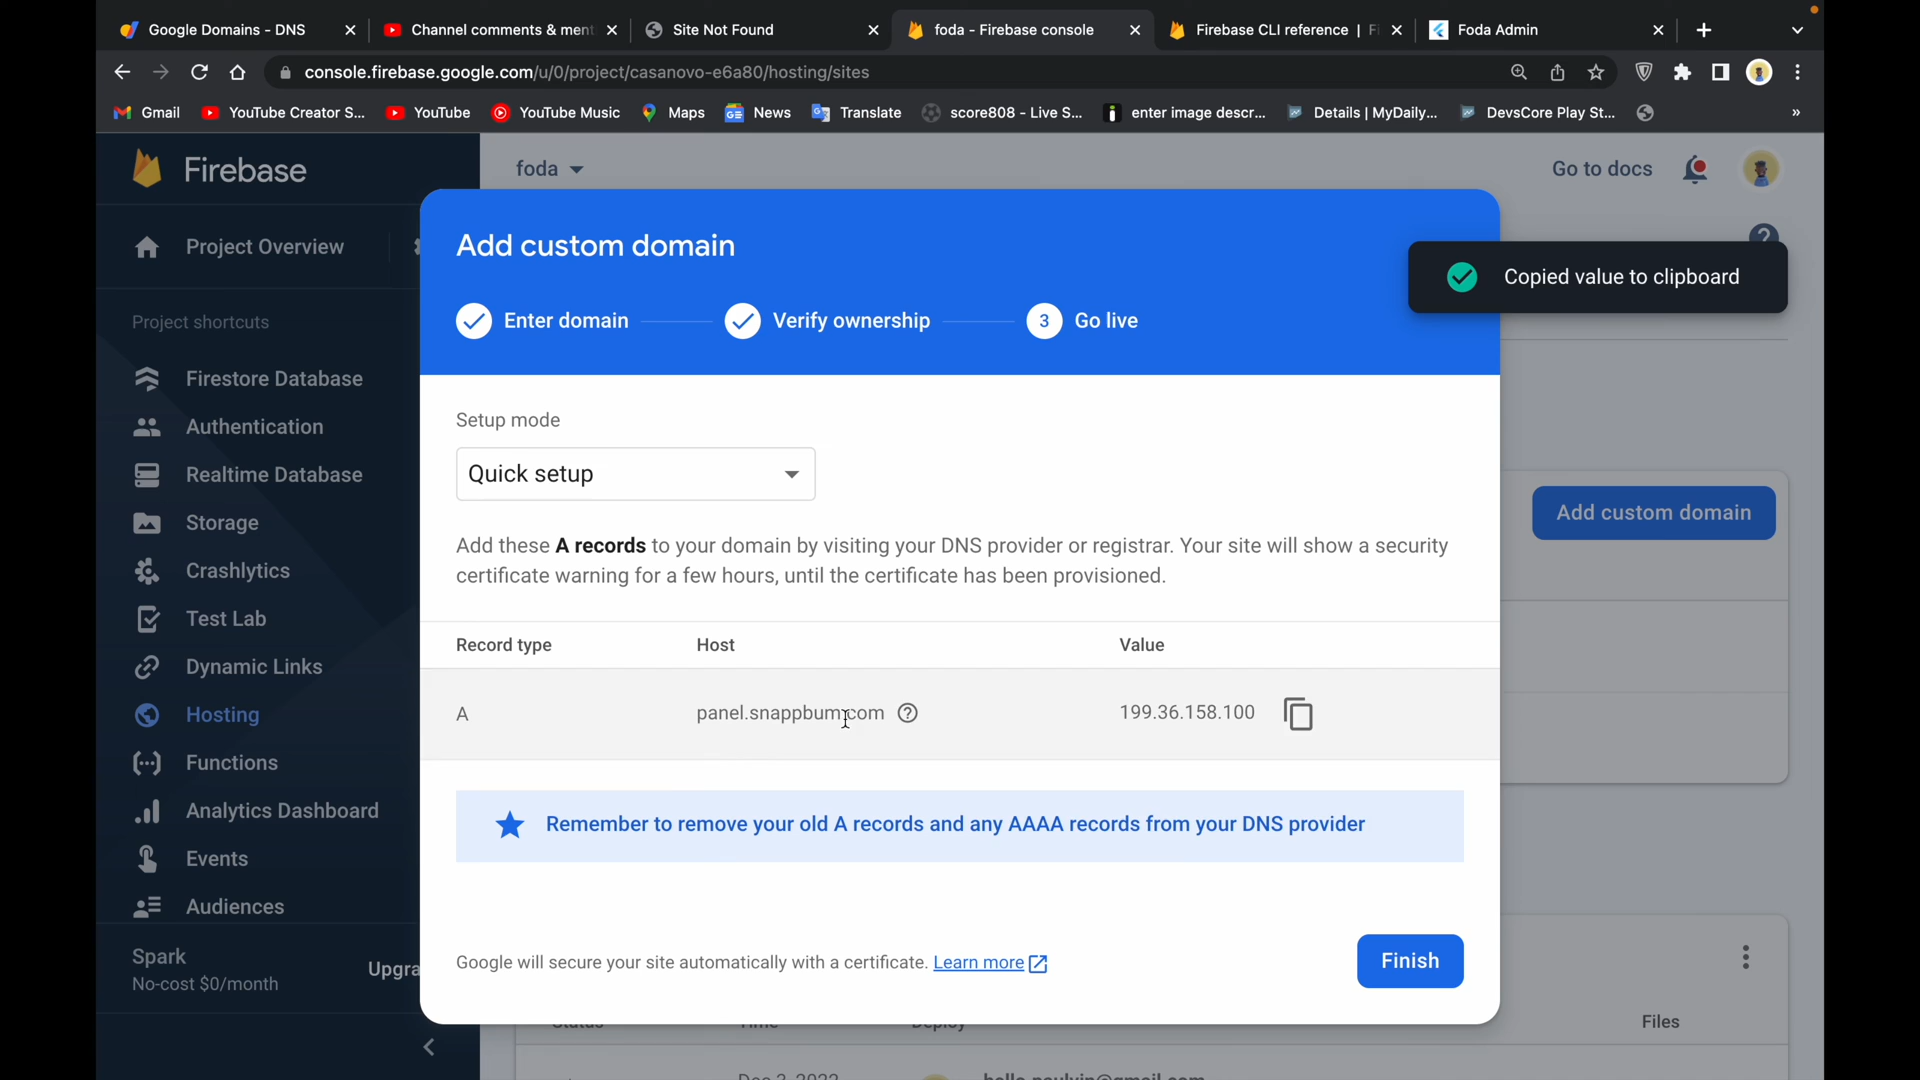 Google Domains - DNS
Channel comments & ment
Site Not Found
foda - Firebase console
Firebase CLI reference | Fi
Foda Admin
console.firebase.google.com/u/0/project/casanovo-e6a80/hosting/sites
Gmail
YouTube Creator S...
YouTube
YouTube Music
Maps
News
Translate
score808 - Live S...
enter image descr...
Details | MyDaily...
DevsCore Play St...
»
Firebase
foda
Go to docs
Project Overview
Add custom domain
Copied value to clipboard
Enter domain
Verify ownership
3 Go live
Project shortcuts
Firestore Database
Authentication
Realtime Database
Storage
Crashlytics
Test Lab
Dynamic Links
Hosting
Functions
Analytics Dashboard
Events
Audiences
Spark
No-cost $0/month
Upgra
Setup mode
Quick setup
Add custom domain
Add these A records to your domain by visiting your DNS provider or registrar. Your site will show a security
certificate warning for a few hours, until the certificate has been provisioned.
Record type Host Value
A panel.snappbum.com 199.36.158.100
Remember to remove your old A records and any AAAA records from your DNS provider
Google will secure your site automatically with a certificate. Learn more
Finish
Status Time Deploy Files